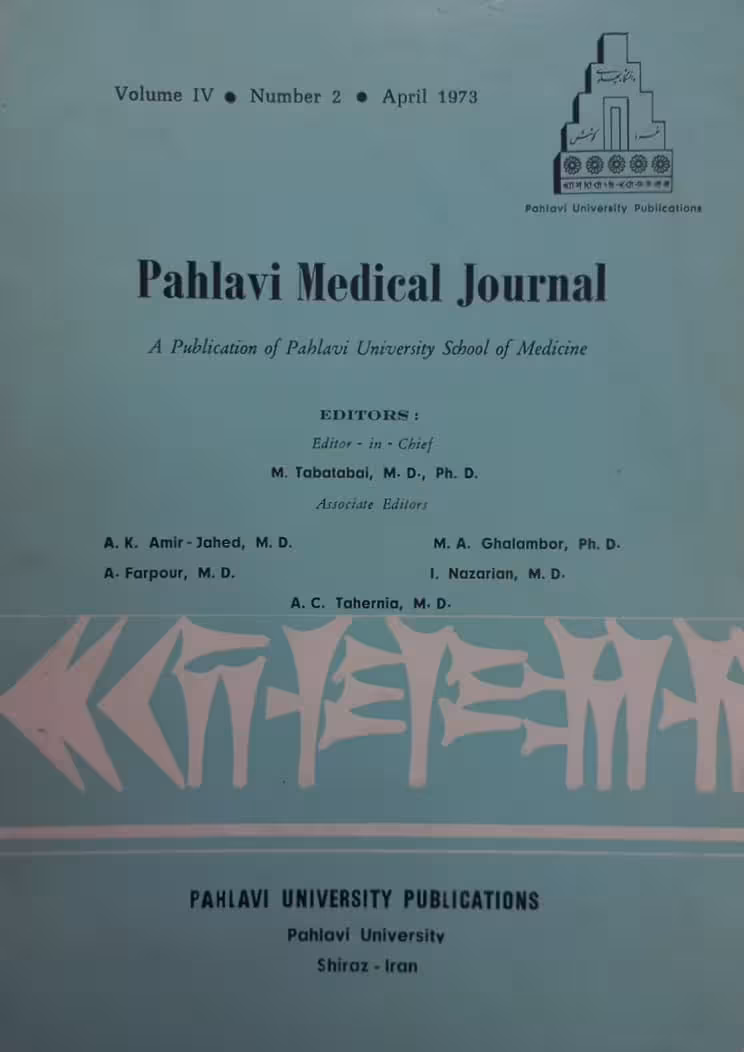 Volume IV ● Number 2 ● April 1973
Pahlavi University Publications
Pahlavi Medical Journal
A Publication of Pahlavi University School of Medicine
EDITORS :
Editor - in - Chief
M. Tabatabai, M. D., Ph. D.
Associate Editors
A. K. Amir - Jahed, M. D.
M. A. Ghalambor, Ph. D.
A. Farpour, M. D.
I. Nazarian, M. D.
A. C. Tahernia, M. D.
PAHLAVI UNIVERSITY PUBLICATIONS
Pahlavi University
Shiraz - Iran